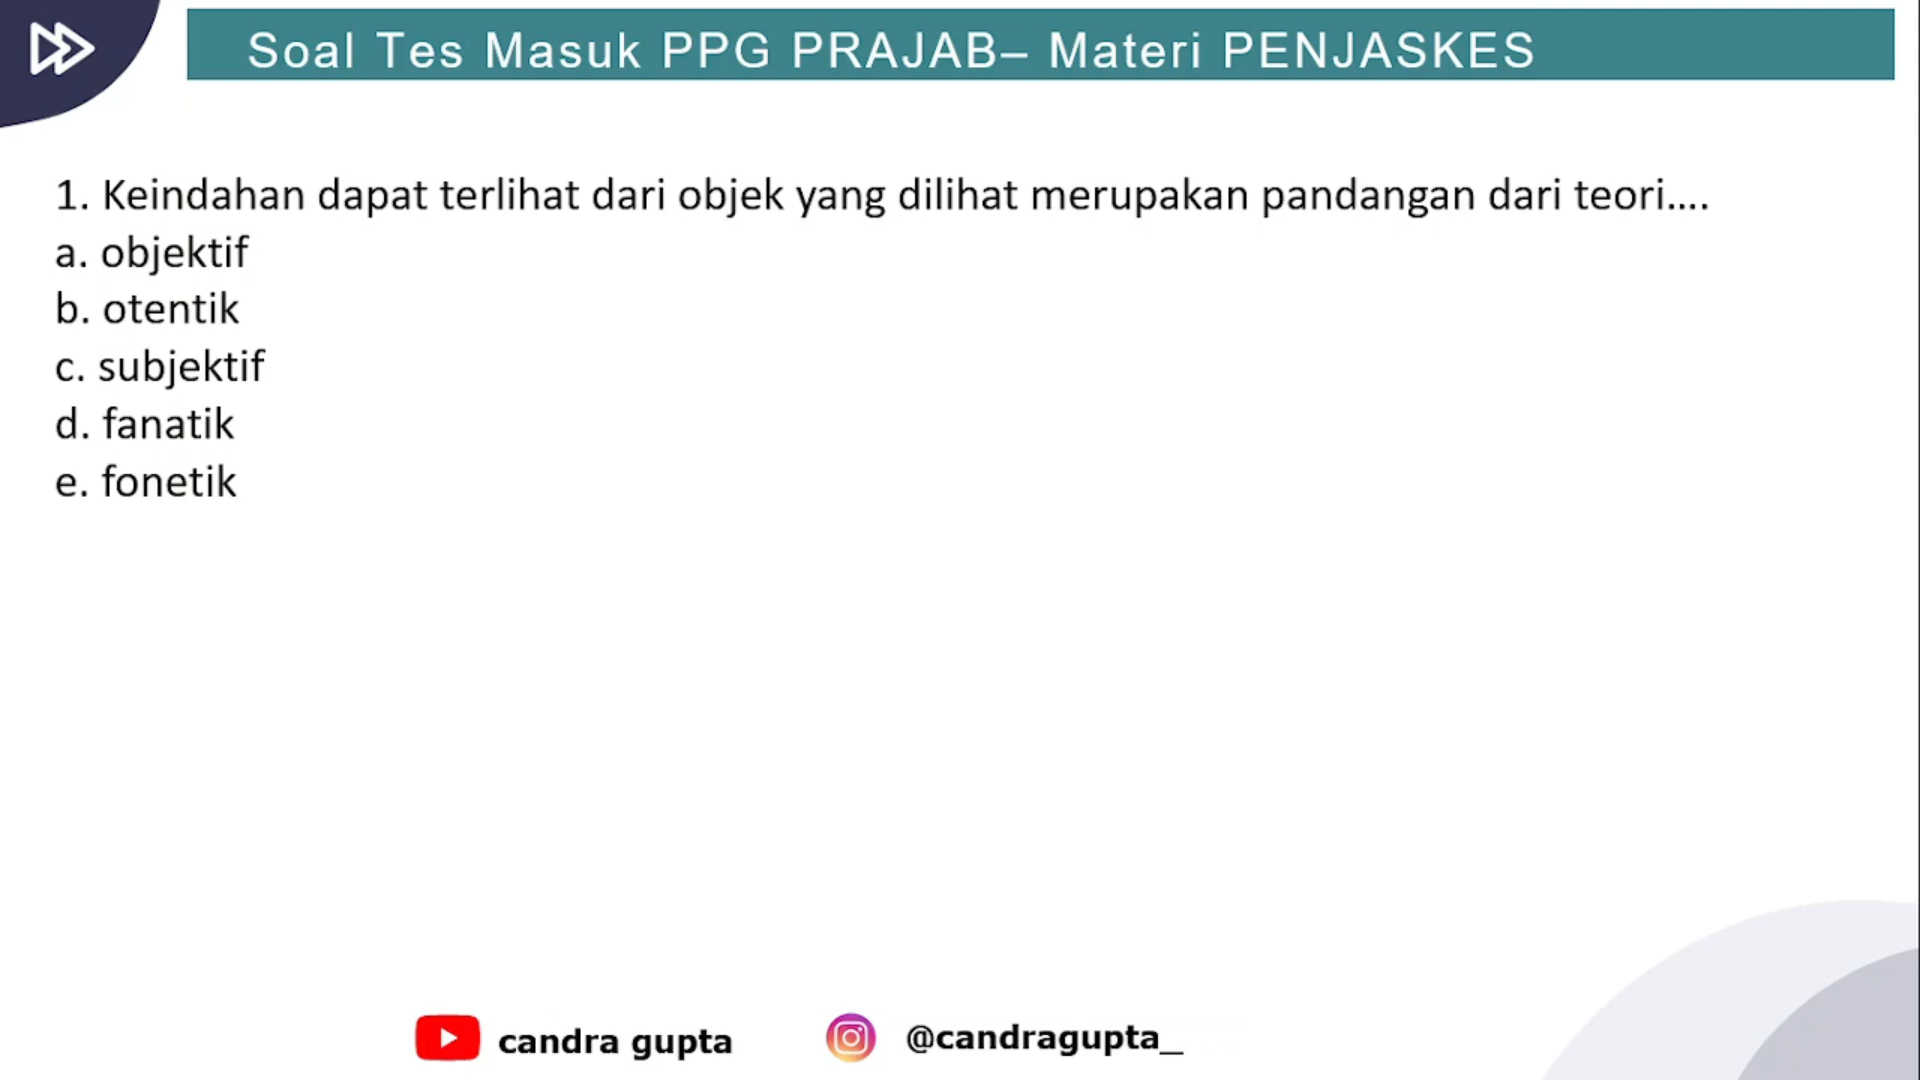 Soal Tes Masuk PPG PRAJAB– Materi PENJASKES
1. Keindahan dapat terlihat dari objek yang dilihat merupakan pandangan dari teori....
a. objektif
b. otentik
c. subjektif
d. fanatik
e. fonetik
candra gupta
@candragupta_